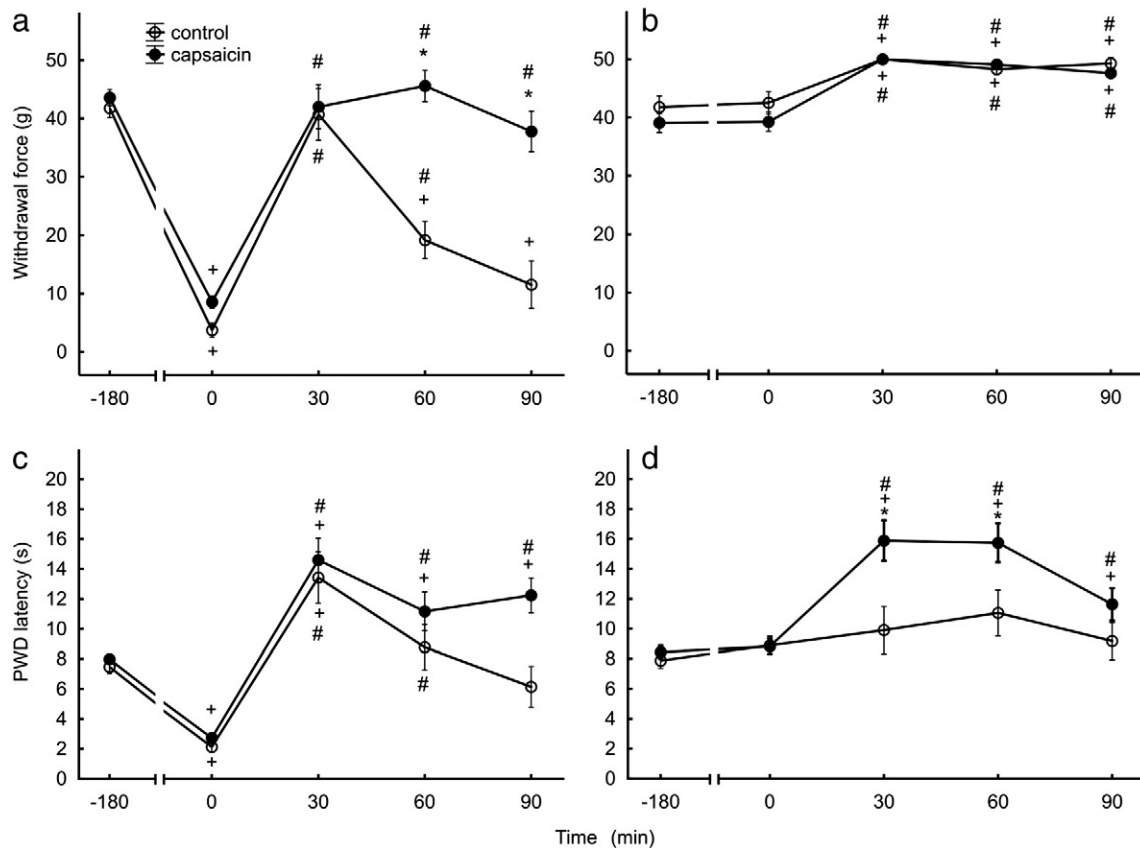 a
control
capsaicin
Withdrawal force (g)
50
40
30
20
10
0
# # * # *
# # + +
+ +
-180 0 30 60 90
b
50
40
30
20
10
0
# + # + # +
+ # + # + #
-180 0 30 60 90
c
PWD latency (s)
20
18
16
14
12
10
8
6
4
2
0
# + # + # +
+ # #
+ +
-180 0 30 60 90
d
20
18
16
14
12
10
8
6
4
2
0
# + * # + * # +
-180 0 30 60 90
Time (min)